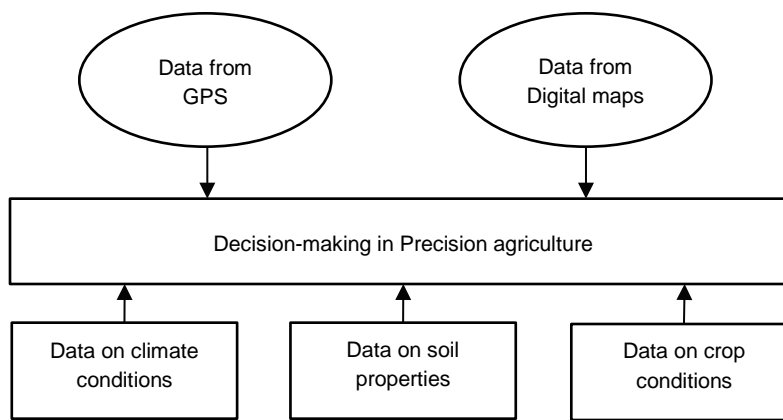 Data from
GPS
Data from
Digital maps
Decision-making in Precision agriculture
Data on climate
conditions
Data on soil
properties
Data on crop
conditions